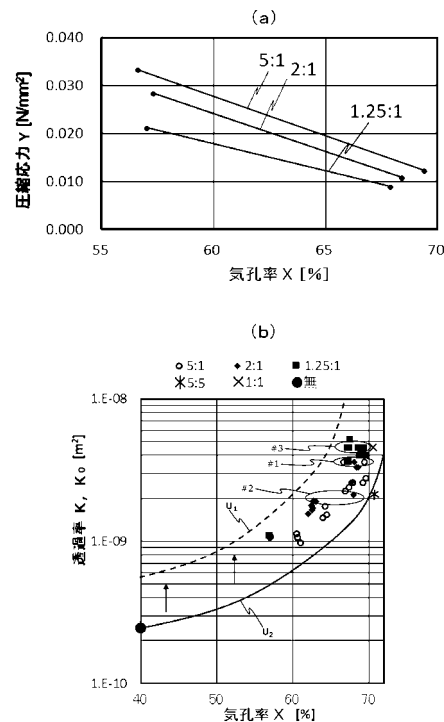 (a)
0.040
0.030
0.020
0.010
0.000
圧縮応力 Y [N/mm²]
5:1
2:1
1.25:1
55
60
65
70
気孔率 X [%]
(b)
○ 5:1 ◆ 2:1 ■ 1.25:1
✳ 5:5 × 1:1 ● 無
1.E-08
1.E-09
1.E-10
透過率 K, K₀ [m²]
#3
#1
#2
U₁
U₂
40
50
60
70
気孔率 X [%]